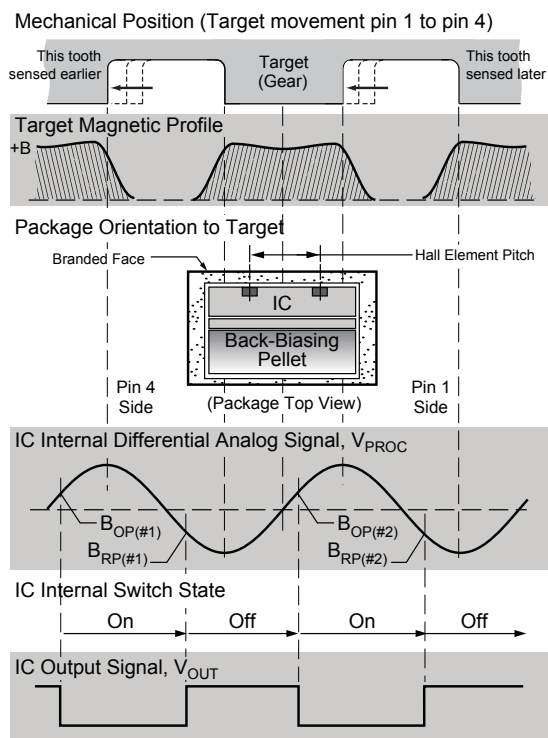 Mechanical Position (Target movement pin 1 to pin 4)
This tooth
sensed earlier
Target
(Gear)
This tooth
sensed later
Target Magnetic Profile
+B
Package Orientation to Target
Branded Face
Hall Element Pitch
IC
Back-Biasing
Pellet
Pin 4
Side
(Package Top View)
Pin 1
Side
IC Internal Differential Analog Signal, VPROC
BOP(#1)
BRP(#1)
BOP(#2)
BRP(#2)
IC Internal Switch State
On Off On Off
IC Output Signal, VOUT